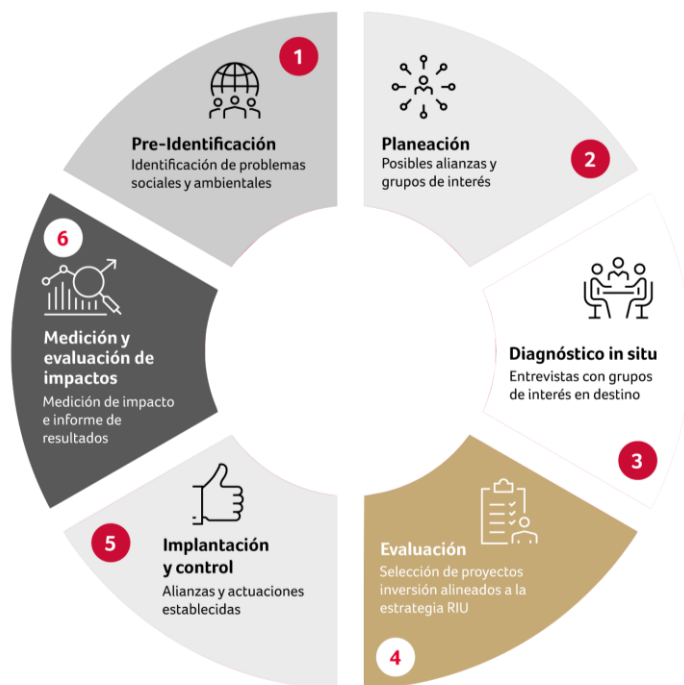 1
Pre-Identificación
Identificación de problemas
sociales y ambientales
2
Planeación
Posibles alianzas y
grupos de interés
Diagnóstico in situ
Entrevistas con grupos
de interés en destino
3
Evaluación
Selección de proyectos
inversión alineados a la
estrategia RIU
4
5
Implantación
y control
Alianzas y actuaciones
establecidas
6
Medición y
evaluación de
impactos
Medición de impacto
e informe de
resultados